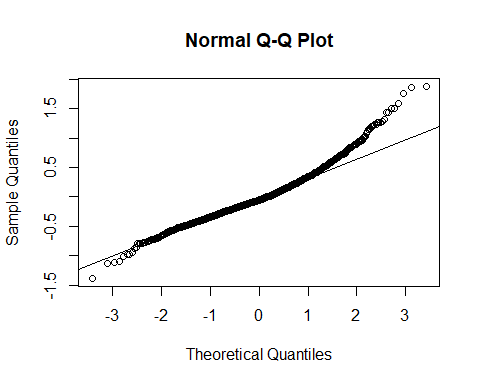 Normal Q-Q Plot
Sample Quantiles
1.5
0.5
-0.5
-1.5
-3 -2 -1 0 1 2 3
Theoretical Quantiles